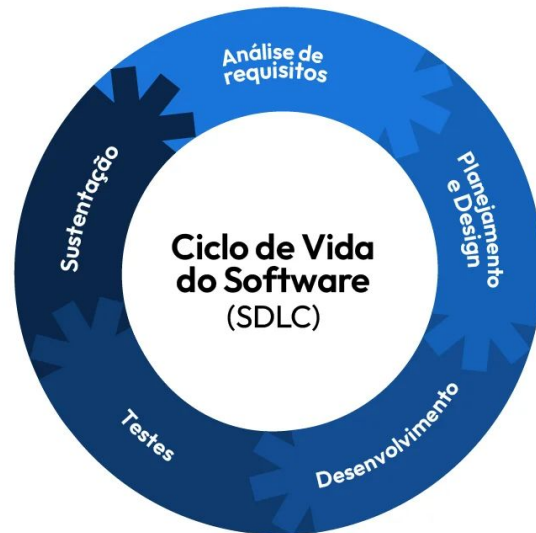 Análise de
requisitos
Planejamento
e Design
Desenvolvimento
Testes
Sustentação
Ciclo de Vida
do Software
(SDLC)